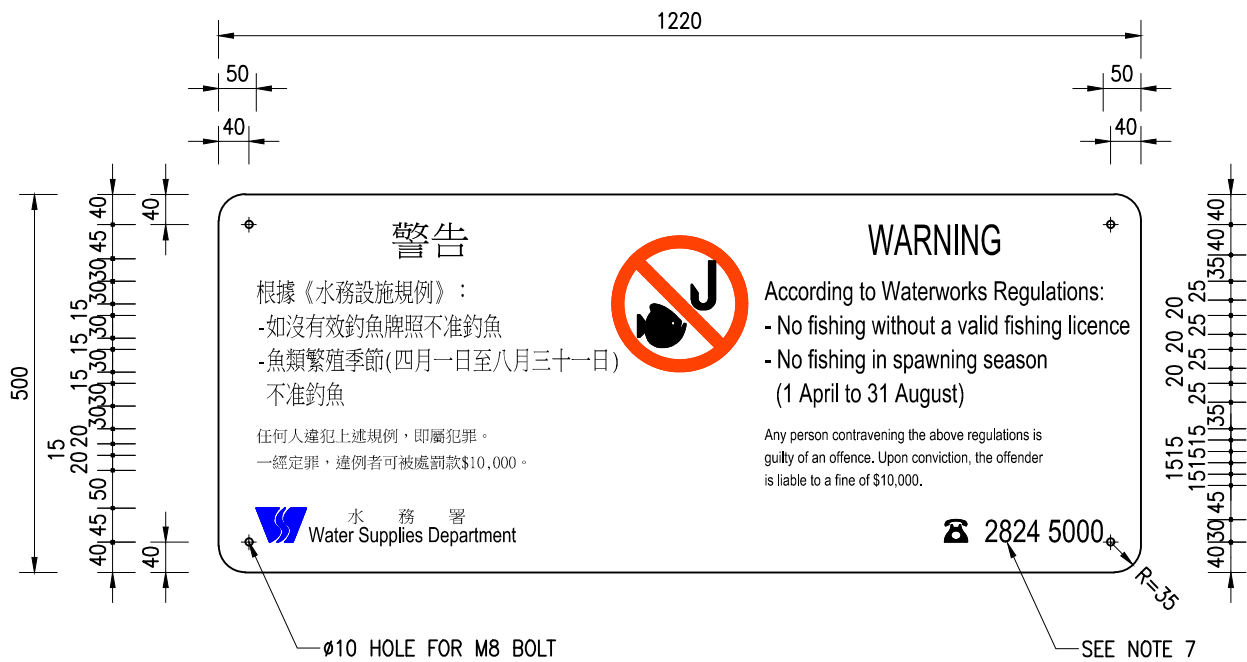 1220
50
50
40
40
警告
WARNING
根據《水務設施規例》：
-如沒有效釣魚牌照不准釣魚
-魚類繁殖季節(四月一日至八月三十一日)
不准釣魚
任何人違犯上述規例，即屬犯罪。
一經定罪，違例者可被處罰款$10,000。
水務署
Water Supplies Department
According to Waterworks Regulations:
- No fishing without a valid fishing licence
- No fishing in spawning season
(1 April to 31 August)
Any person contravening the above regulations is
guilty of an offence. Upon conviction, the offender
is liable to a fine of $10,000.
☎ 2824 5000
500
40
45
30
30
30
15
30
15
30
15
30
30
20
15
20
50
45
40
40
40
40
40
35
25
20
25
20
25
20
25
35
15
15
15
15
15
45
30
40
R=35
ø10 HOLE FOR M8 BOLT
SEE NOTE 7